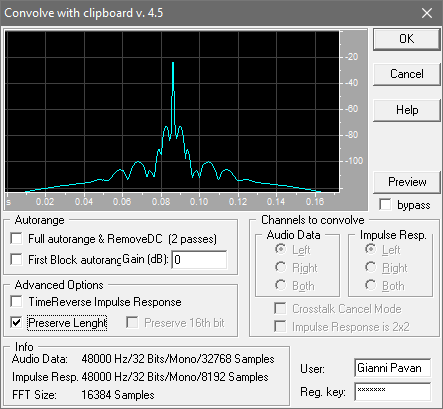 Convolve with clipboard v. 4.5
OK
Cancel
Help
Preview
bypass
-20
-40
-60
-80
-100
s 0.02 0.04 0.06 0.08 0.10 0.12 0.14 0.16
Autorange
Full autorange & RemoveDC (2 passes)
First Block autorang Gain (dB): 0
Advanced Options
TimeReverse Impulse Response
Preserve Lenght Preserve 16th bit
Channels to convolve
Audio Data Impulse Resp.
Left Left
Right Right
Both Both
Crosstalk Cancel Mode
Impulse Response is 2x2
Info
Audio Data: 48000 Hz/32 Bits/Mono/32768 Samples
Impulse Resp. 48000 Hz/32 Bits/Mono/8192 Samples
FFT Size: 16384 Samples
User: Gianni Pavan
Reg. key: xxxxxxx